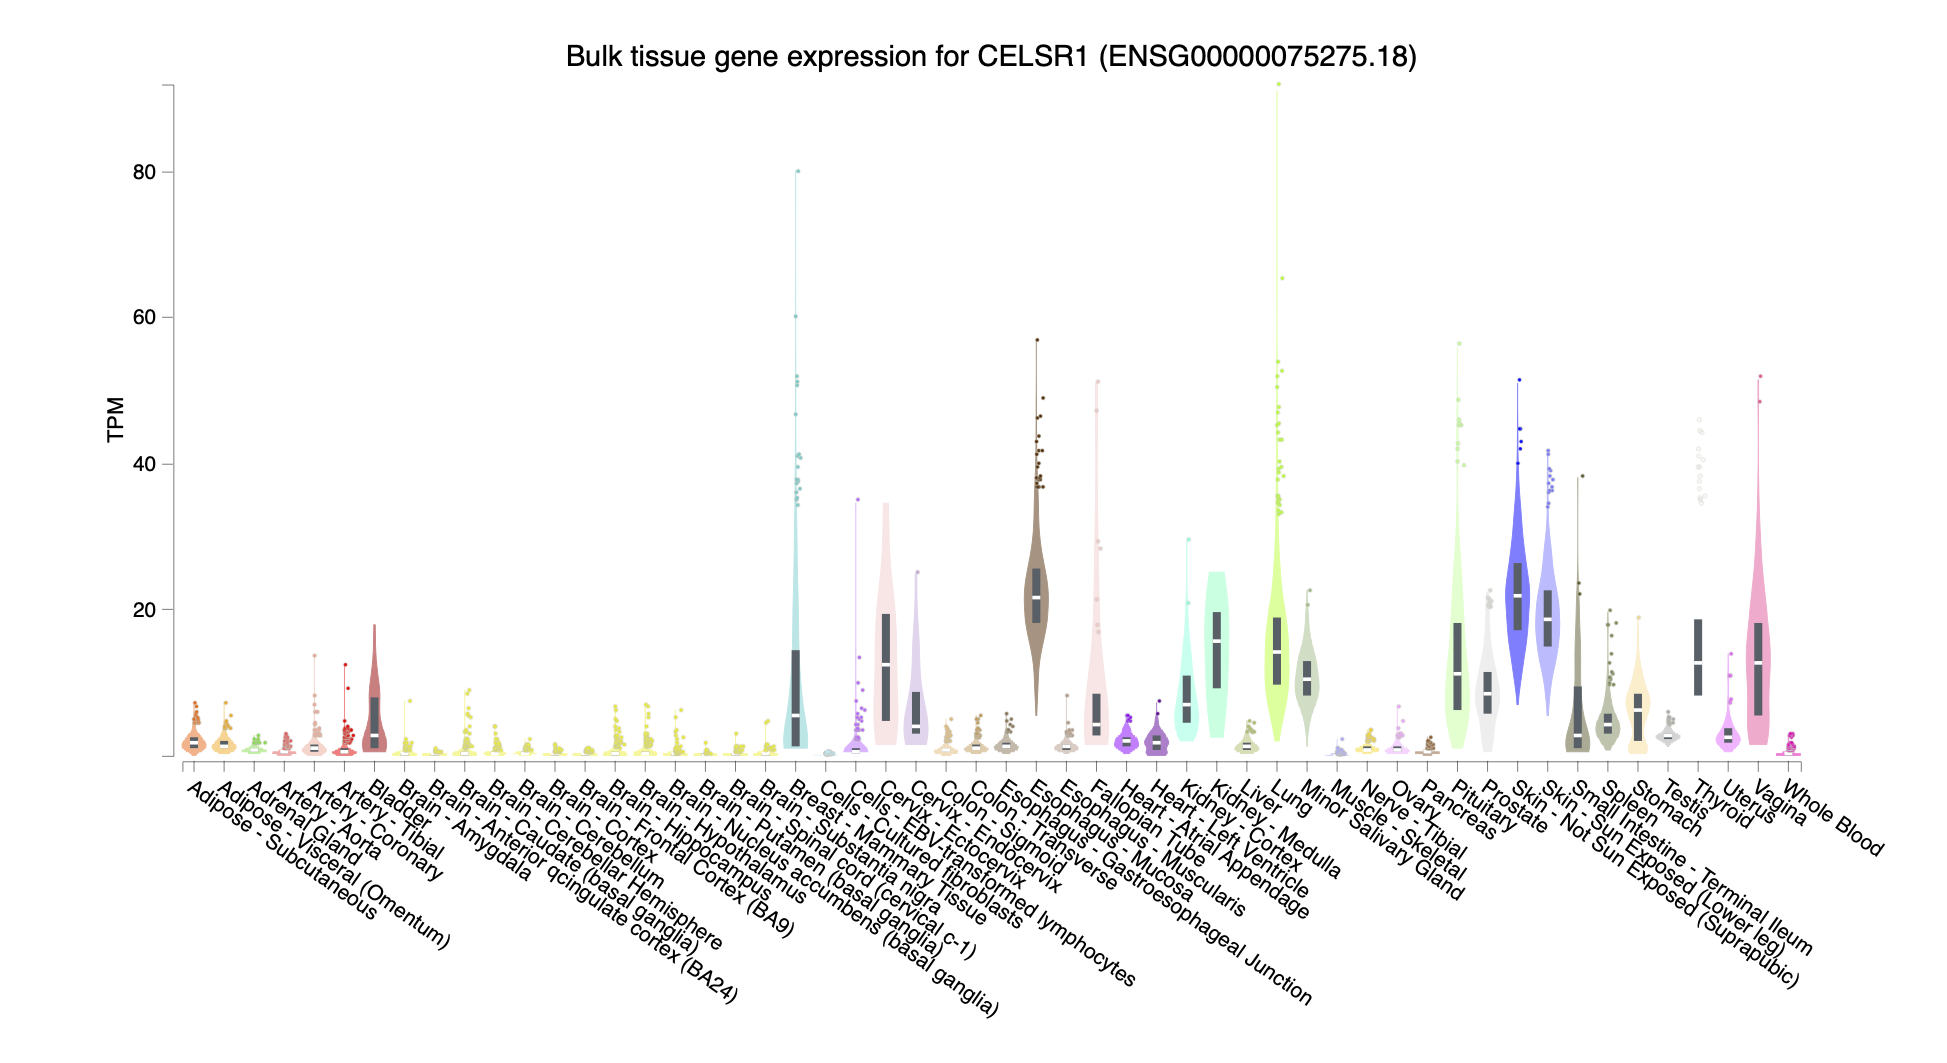 Bulk tissue gene expression for CELSR1 (ENSG00000075275.18)
TPM
80
60
40
20
Adipose - Subcutaneous
Adipose - Visceral (Omentum)
Adrenal Gland
Artery - Aorta
Artery - Coronary
Artery - Tibial
Bladder
Brain - Amygdala
Brain - Anterior qcingulate cortex (BA24)
Brain - Caudate (basal ganglia)
Brain - Cerebellar Hemisphere
Brain - Cerebellum
Brain - Cortex
Brain - Frontal Cortex (BA9)
Brain - Hippocampus
Brain - Hypothalamus
Brain - Nucleus accumbens (basal ganglia)
Brain - Putamen (basal ganglia)
Brain - Spinal cord (cervical c-1)
Brain - Substantia nigra
Breast - Mammary Tissue
Cells - Cultured fibroblasts
Cells - EBV-transformed lymphocytes
Cervix - Ectocervix
Cervix - Endocervix
Colon - Sigmoid
Colon - Transverse
Esophagus - Gastroesophageal Junction
Esophagus - Mucosa
Esophagus - Muscularis
Fallopian Tube
Heart - Atrial Appendage
Heart - Left Ventricle
Kidney - Cortex
Kidney - Medulla
Liver
Lung
Minor Salivary Gland
Muscle - Skeletal
Nerve - Tibial
Ovary
Pancreas
Pituitary
Prostate
Skin - Not Sun Exposed (Suprapubic)
Skin - Sun Exposed (Lower leg)
Small Intestine - Terminal Ileum
Spleen
Stomach
Testis
Thyroid
Uterus
Vagina
Whole Blood